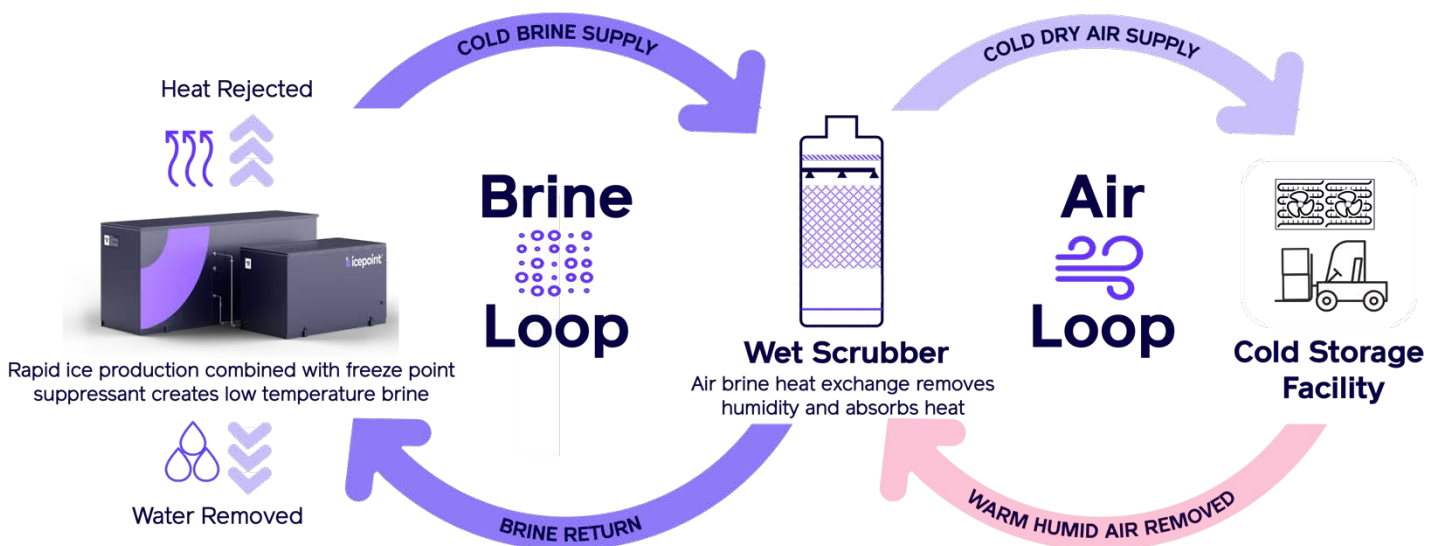 COLD BRINE SUPPLY
COLD DRY AIR SUPPLY
Heat Rejected
icepoint
Rapid ice production combined with freeze point
suppressant creates low temperature brine
Water Removed
Brine
Loop
Wet Scrubber
Air brine heat exchange removes
humidity and absorbs heat
Air
Loop
Cold Storage
Facility
BRINE RETURN
WARM HUMID AIR REMOVED